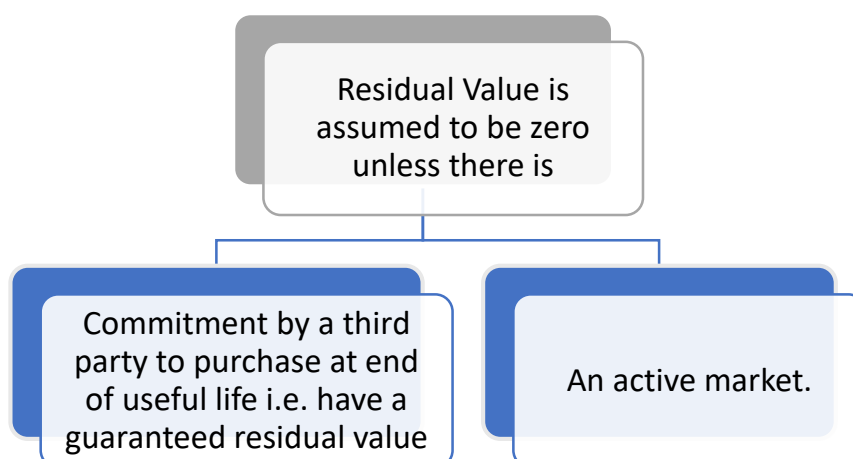 Residual Value is
assumed to be zero
unless there is
Commitment by a third
party to purchase at end
of useful life i.e. have a
guaranteed residual value
An active market.